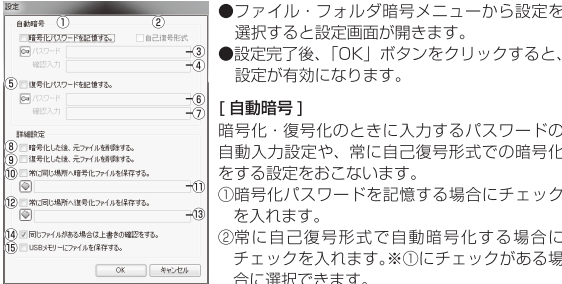 設定
自動暗号 ① ②
暗号化パスワードを記憶する。 自己復号形式
パスワード ③
確認入力 ④
⑤ 復号化パスワードを記憶する。
パスワード ⑥
確認入力 ⑦
詳細設定
⑧ 暗号化した後、元ファイルを削除する。
⑨ 復号化した後、元ファイルを削除する。
⑩ 常に同じ場所へ暗号化ファイルを保存する。
⑪
⑫ 常に同じ場所へ復号化ファイルを保存する。
⑬
⑭ 同じファイルがある場合は上書きの確認をする。
⑮ USBメモリーにファイルを保存する。
OK キャンセル
●ファイル・フォルダ暗号メニューから設定を
選択すると設定画面が開きます。
●設定完了後、「OK」ボタンをクリックすると、
設定が有効になります。
[ 自動暗号 ]
暗号化・復号化のときに入力するパスワードの
自動入力設定や、常に自己復号形式での暗号化
をする設定をおこないます。
①暗号化パスワードを記憶する場合にチェック
を入れます。
②常に自己復号形式で自動暗号化する場合に
チェックを入れます。※①にチェックがある場
合に選択できます。